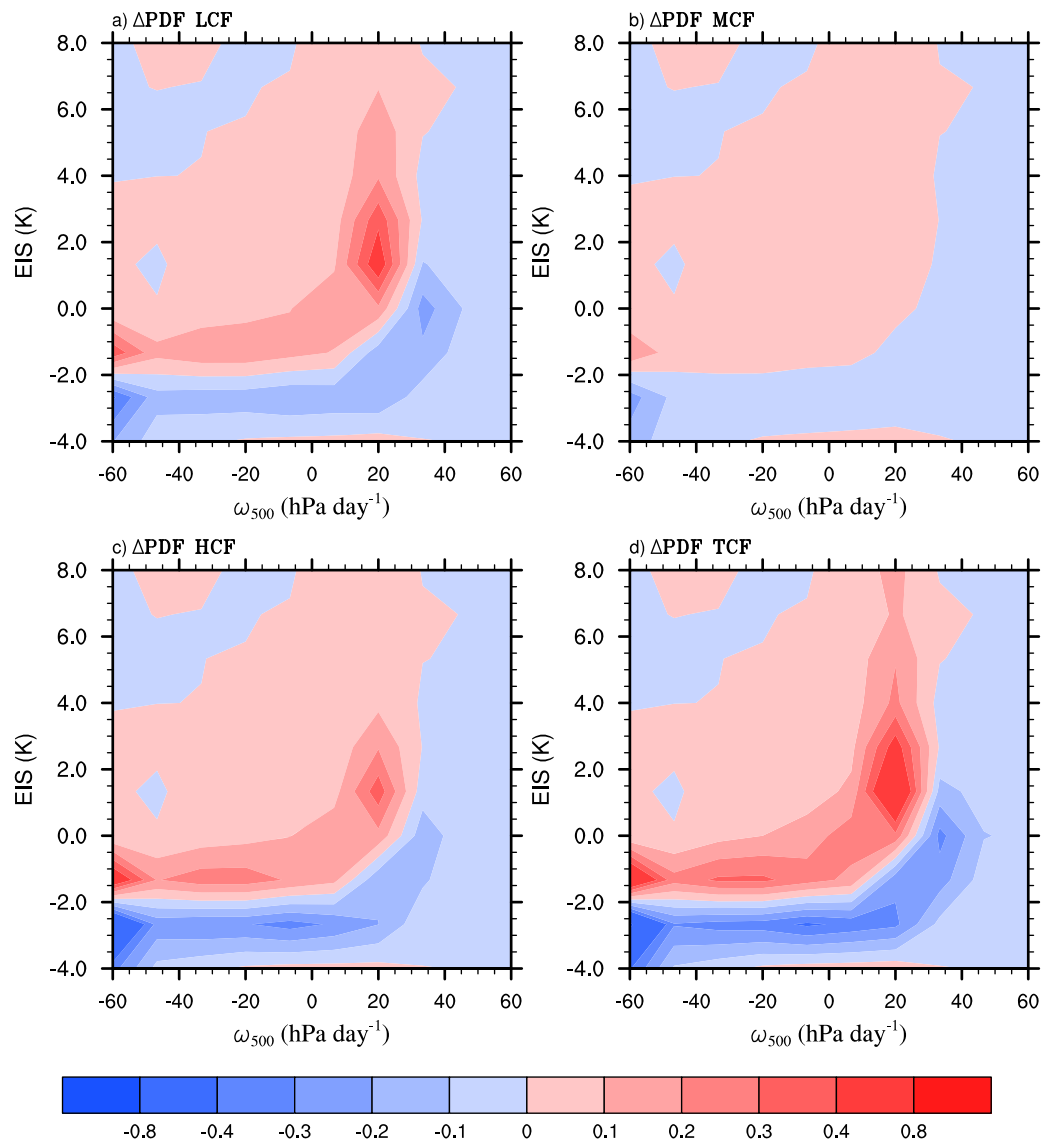 a) ΔPDF LCF
b) ΔPDF MCF
8.0
6.0
4.0
2.0
0.0
-2.0
-4.0
EIS (K)
-60 -40 -20 0 20 40 60
ω500 (hPa day-1)
8.0
6.0
4.0
2.0
0.0
-2.0
-4.0
EIS (K)
-60 -40 -20 0 20 40 60
ω500 (hPa day-1)
c) ΔPDF HCF
d) ΔPDF TCF
8.0
6.0
4.0
2.0
0.0
-2.0
-4.0
EIS (K)
-60 -40 -20 0 20 40 60
ω500 (hPa day-1)
8.0
6.0
4.0
2.0
0.0
-2.0
-4.0
EIS (K)
-60 -40 -20 0 20 40 60
ω500 (hPa day-1)
-0.8 -0.4 -0.3 -0.2 -0.1 0 0.1 0.2 0.3 0.4 0.8